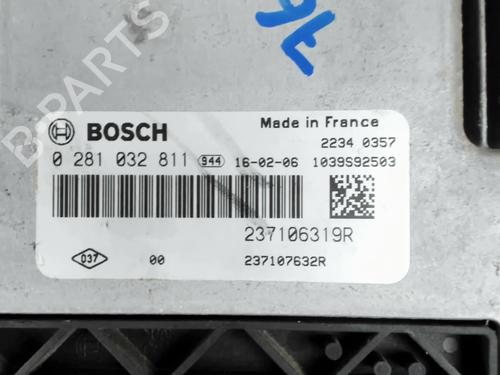 B-PARTS
BOSCH Made in France
2234 0357
0 281 032 811 944 16-02-06 1039S92503
237106319R
037 00 237107632R